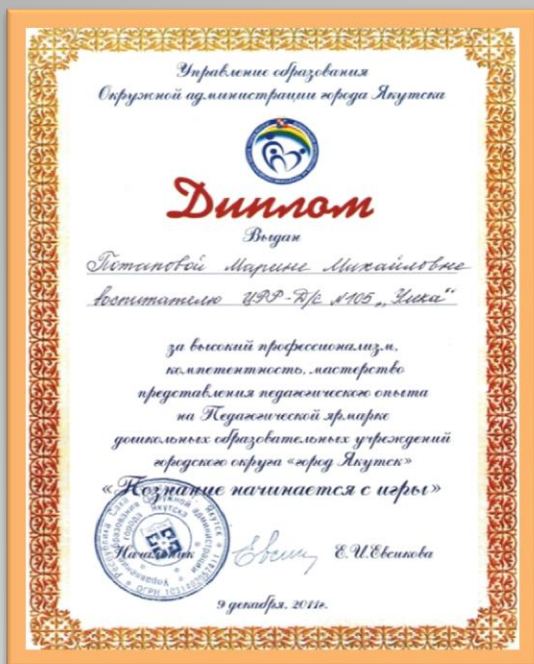 Управление образования
Окружной администрации города Якутска
Диплом
Выдан
Потаповой Марине Михайловне
воспитателю ЦРР-Д/с №105 „Умка“
за высокий профессионализм,
компетентность, мастерство
представления педагогического опыта
на Педагогической ярмарке
дошкольных образовательных учреждений
городского округа «город Якутск»
«Познание начинается с игры»
Начальник Е.И.Евсикова
9 декабря, 2011г.